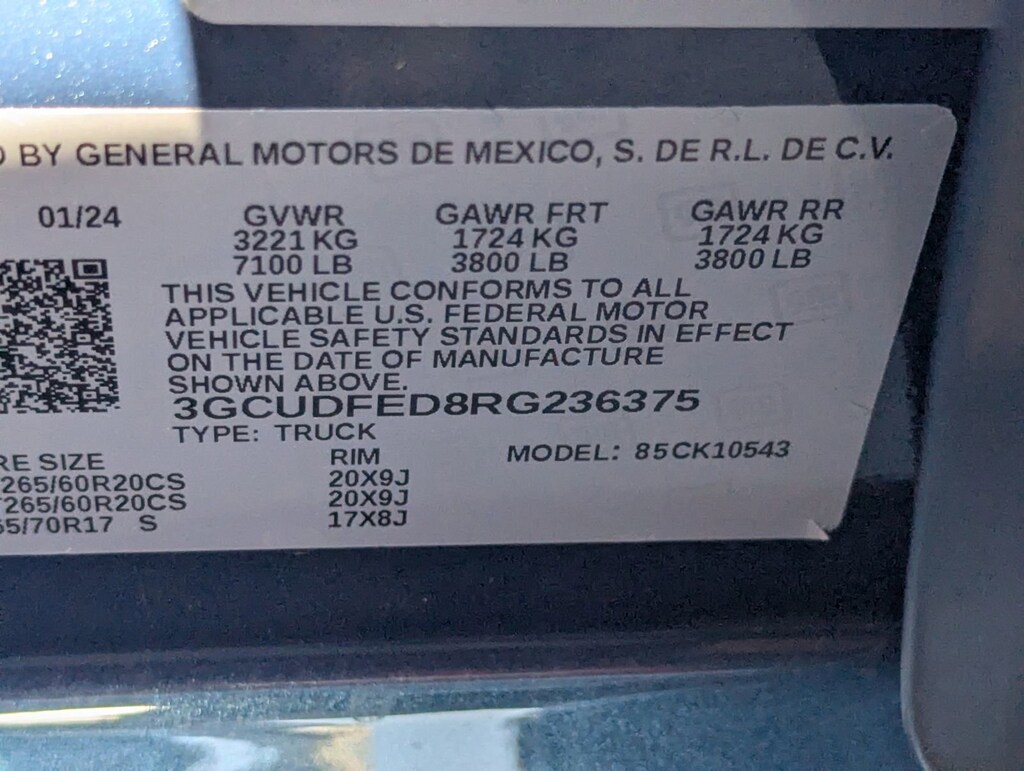 BY GENERAL MOTORS DE MEXICO, S. DE R.L. DE C.V.
01/24 GVWR GAWR FRT GAWR RR
3221 KG 1724 KG 1724 KG
7100 LB 3800 LB 3800 LB
THIS VEHICLE CONFORMS TO ALL
APPLICABLE U.S. FEDERAL MOTOR
VEHICLE SAFETY STANDARDS IN EFFECT
ON THE DATE OF MANUFACTURE
SHOWN ABOVE.
3GCUDFED8RG236375
TYPE: TRUCK
RE SIZE RIM MODEL: 85CK10543
265/60R20CS 20X9J
265/60R20CS 20X9J
55/70R17 S 17X8J